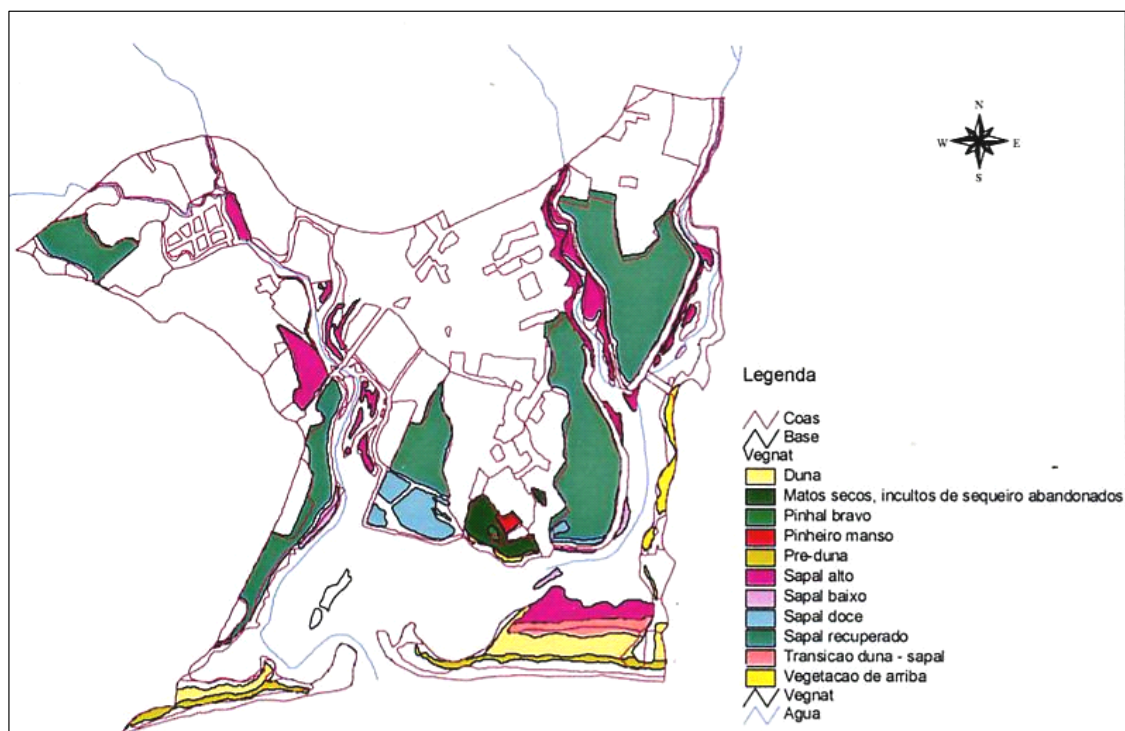 N
W E
S
Legenda
Coas
Base
Vegnat
Duna
Matos secos, incultos de sequeiro abandonados
Pinhal bravo
Pinheiro manso
Pre-duna
Sapal alto
Sapal baixo
Sapal doce
Sapal recuperado
Transicao duna - sapal
Vegetacao de arriba
Vegnat
Agua